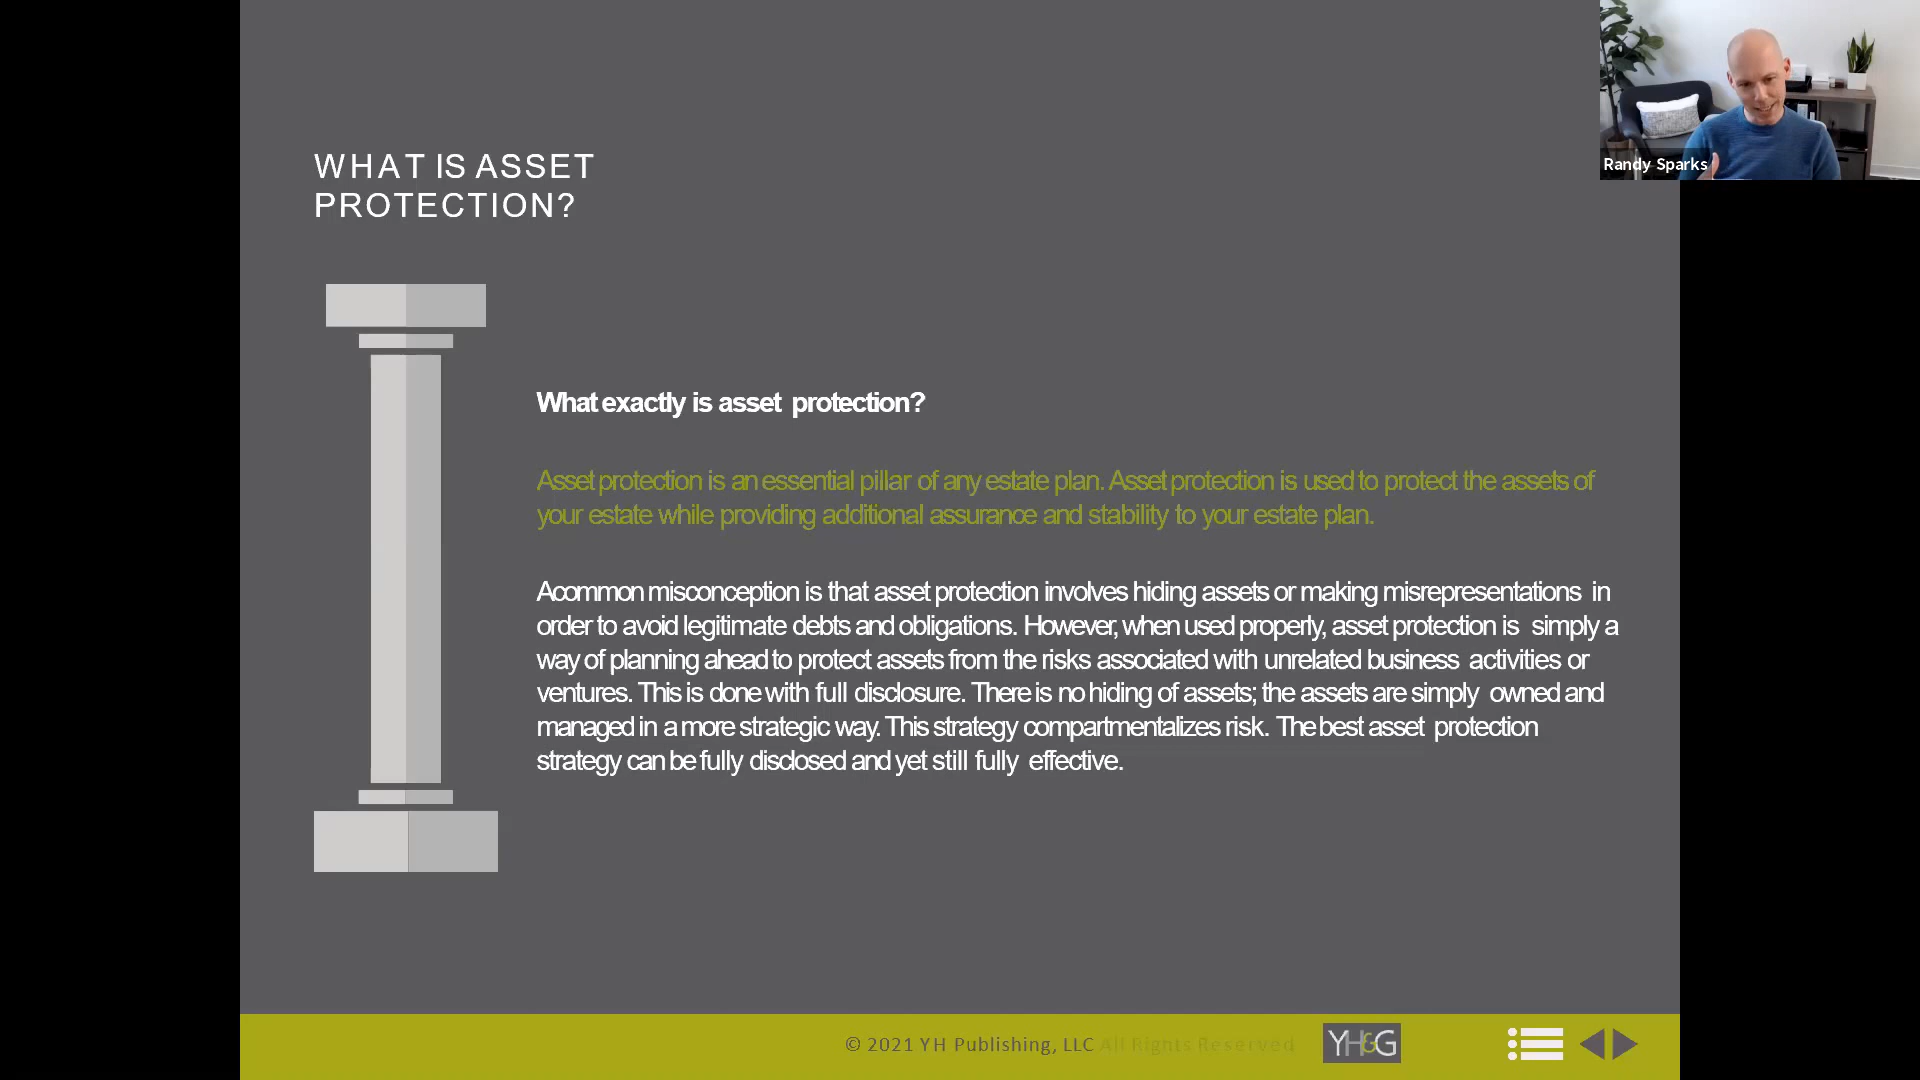 WHAT IS ASSET
PROTECTION?
Randy Sparks
What exactly is asset protection?
Asset protection is an essential pillar of any estate plan. Asset protection is used to protect the assets of
your estate while providing additional assurance and stability to your estate plan.
A common misconception is that asset protection involves hiding assets or making misrepresentations in
order to avoid legitimate debts and obligations. However, when used properly, asset protection is simply a
way of planning ahead to protect assets from the risks associated with unrelated business activities or
ventures. This is done with full disclosure. There is no hiding of assets; the assets are simply owned and
managed in a more strategic way. This strategy compartmentalizes risk. The best asset protection
strategy can be fully disclosed and yet still fully effective.
© 2021 YH Publishing, LLC All Rights Reserved
YH&G